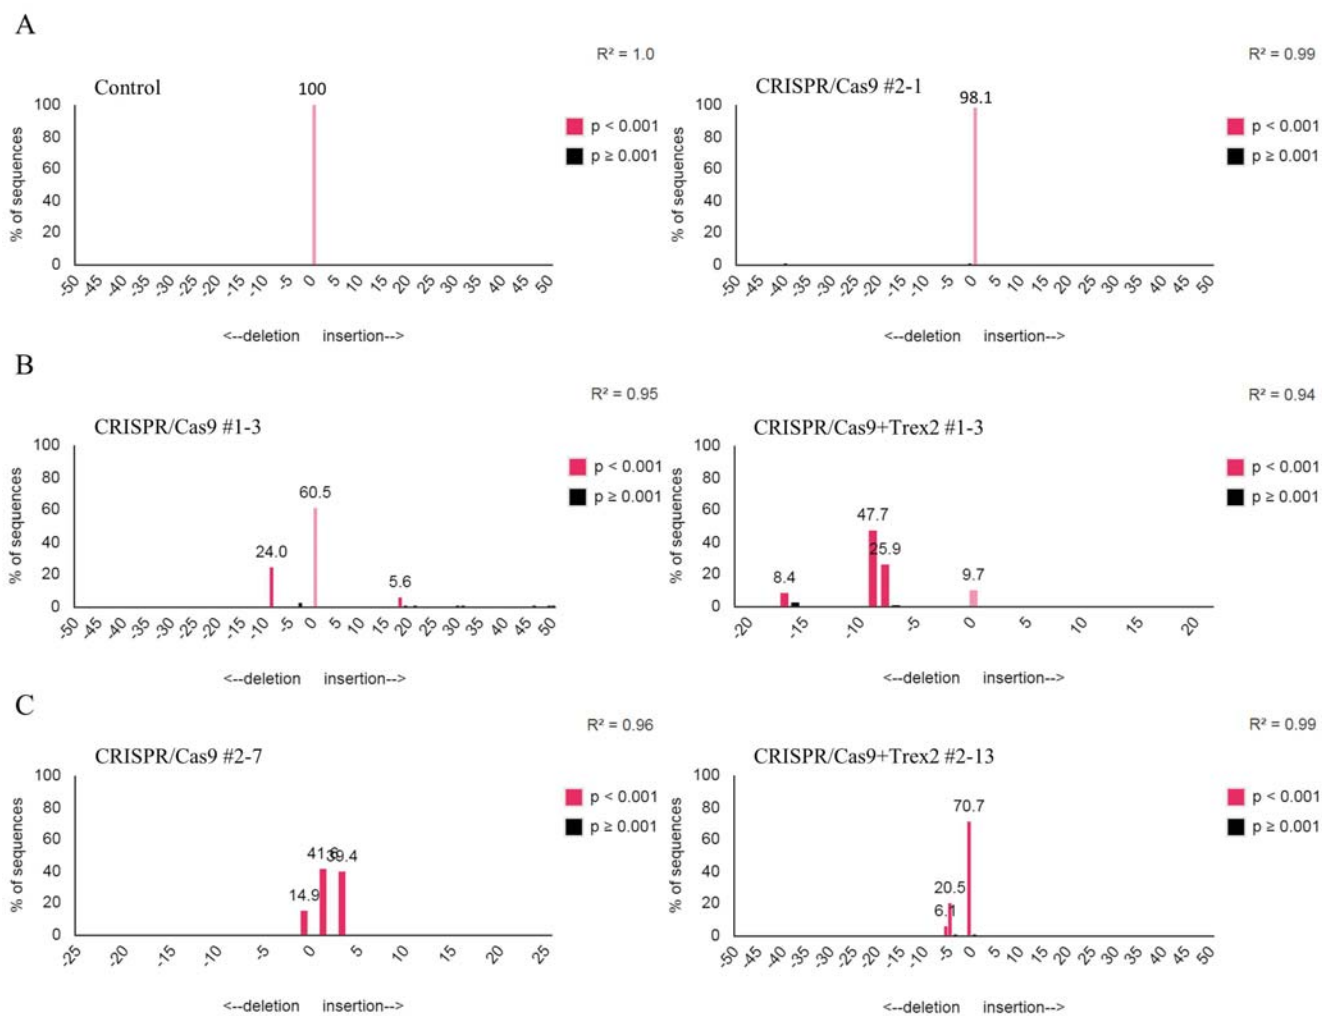 A
R² = 1.0
Control
100
p < 0.001
p ≥ 0.001
% of sequences
100
80
60
40
20
0
-50 -45 -40 -35 -30 -25 -20 -15 -10 -5 0 5 10 15 20 25 30 35 40 45 50
<--deletion insertion-->
R² = 0.99
CRISPR/Cas9 #2-1
98.1
p < 0.001
p ≥ 0.001
% of sequences
100
80
60
40
20
0
-50 -45 -40 -35 -30 -25 -20 -15 -10 -5 0 5 10 15 20 25 30 35 40 45 50
<--deletion insertion-->
B
R² = 0.95
CRISPR/Cas9 #1-3
24.0
60.5
5.6
p < 0.001
p ≥ 0.001
% of sequences
100
80
60
40
20
0
-50 -45 -40 -35 -30 -25 -20 -15 -10 -5 0 5 10 15 20 25 30 35 40 45 50
<--deletion insertion-->
R² = 0.94
CRISPR/Cas9+Trex2 #1-3
8.4
47.7
25.9
9.7
p < 0.001
p ≥ 0.001
% of sequences
100
80
60
40
20
0
-20 -15 -10 -5 0 5 10 15 20
<--deletion insertion-->
C
R² = 0.96
CRISPR/Cas9 #2-7
14.9
39.4
p < 0.001
p ≥ 0.001
% of sequences
100
80
60
40
20
0
-25 -20 -15 -10 -5 0 5 10 15 20 25
<--deletion insertion-->
R² = 0.99
CRISPR/Cas9+Trex2 #2-13
6.1
20.5
70.7
p < 0.001
p ≥ 0.001
% of sequences
100
80
60
40
20
0
-50 -45 -40 -35 -30 -25 -20 -15 -10 -5 0 5 10 15 20 25 30 35 40 45 50
<--deletion insertion-->